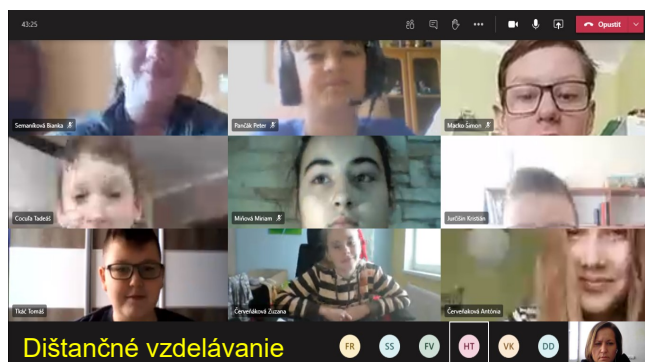 43:25
Opustiť
Semaníková Bianka
Pančák Peter
Macko Šimon
Cocuľa Tadeáš
Miňová Miriam
Jurčišin Kristián
Tkáč Tomáš
Červeňáková Zuzana
Červeňaková Antónia
Dištančné vzdelávanie
FR
SS
FV
HT
VK
DD